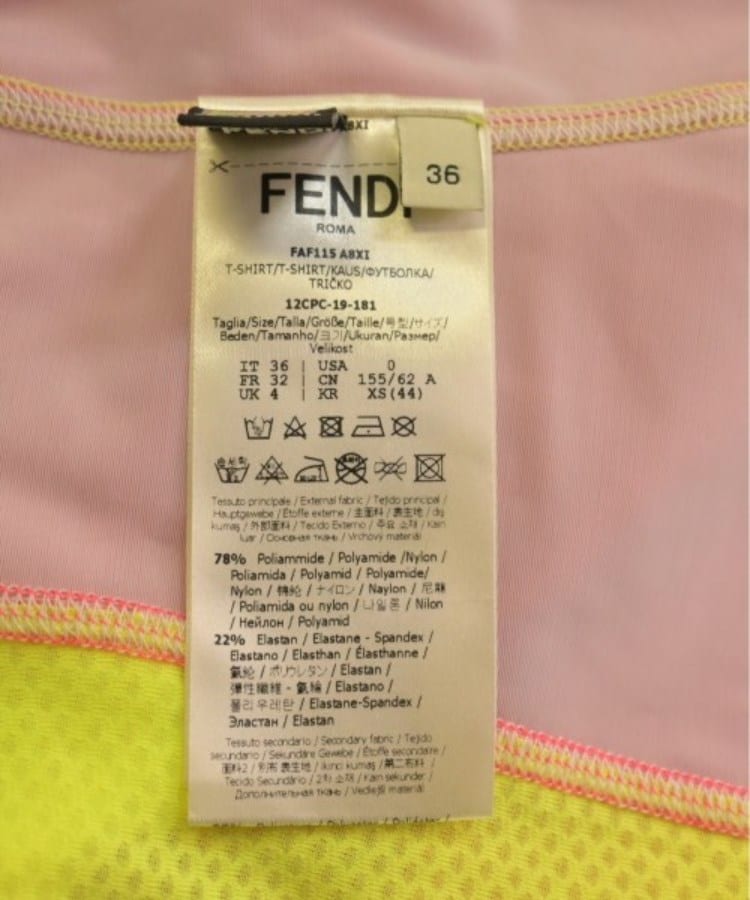 A8XI
36
FENDI
ROMA
FAF115 A8XI
T-SHIRT/T-SHIRT/KAUS/ФУТБОЛКА/
TRIČKO
12CPC-19-181
Taglia/Size/Talla/Größe/Taille/号型/サイズ/
Beden/Tamanho/크기/Ukuran/Размер/
Velikost
IT 36 | USA 0
FR 32 | CN 155/62 A
UK 4 | KR XS(44)
Tessuto principale / External fabric / Tejido principal /
Hauptgewebe / Étoffe externe / 主面料 / 表生地 / dış
kumaş / 外部面料 / Tecido Externo / 주요 소재 / Kain
luar / Основная ткань / Vrchový materiál
78% Poliammide / Polyamide /Nylon /
Poliamida / Polyamid / Polyamide/
Nylon / 锦纶 / ナイロン / Naylon / 尼龍
/ Poliamida ou nylon / 나일론 / Nilon
/ Нейлон / Polyamid
22% Elastan / Elastane - Spandex /
Elastano / Elasthan / Élasthanne /
氨纶 / ポリウレタン / Elastan /
彈性纖維 - 氨綸 / Elastano /
폴리우레탄 / Elastane-Spandex /
Эластан / Elastan
Tessuto secondario / Secondary fabric / Tejido
secundario / Sekundäre Gewebe / Étoffe secondaire /
面料2 / 別布 表生地 / ikinci kumaş / 第二布料 /
Tecido Secundário / 2차 소재 / Kain sekunder /
Дополнительная ткань / Vedlejší materiál